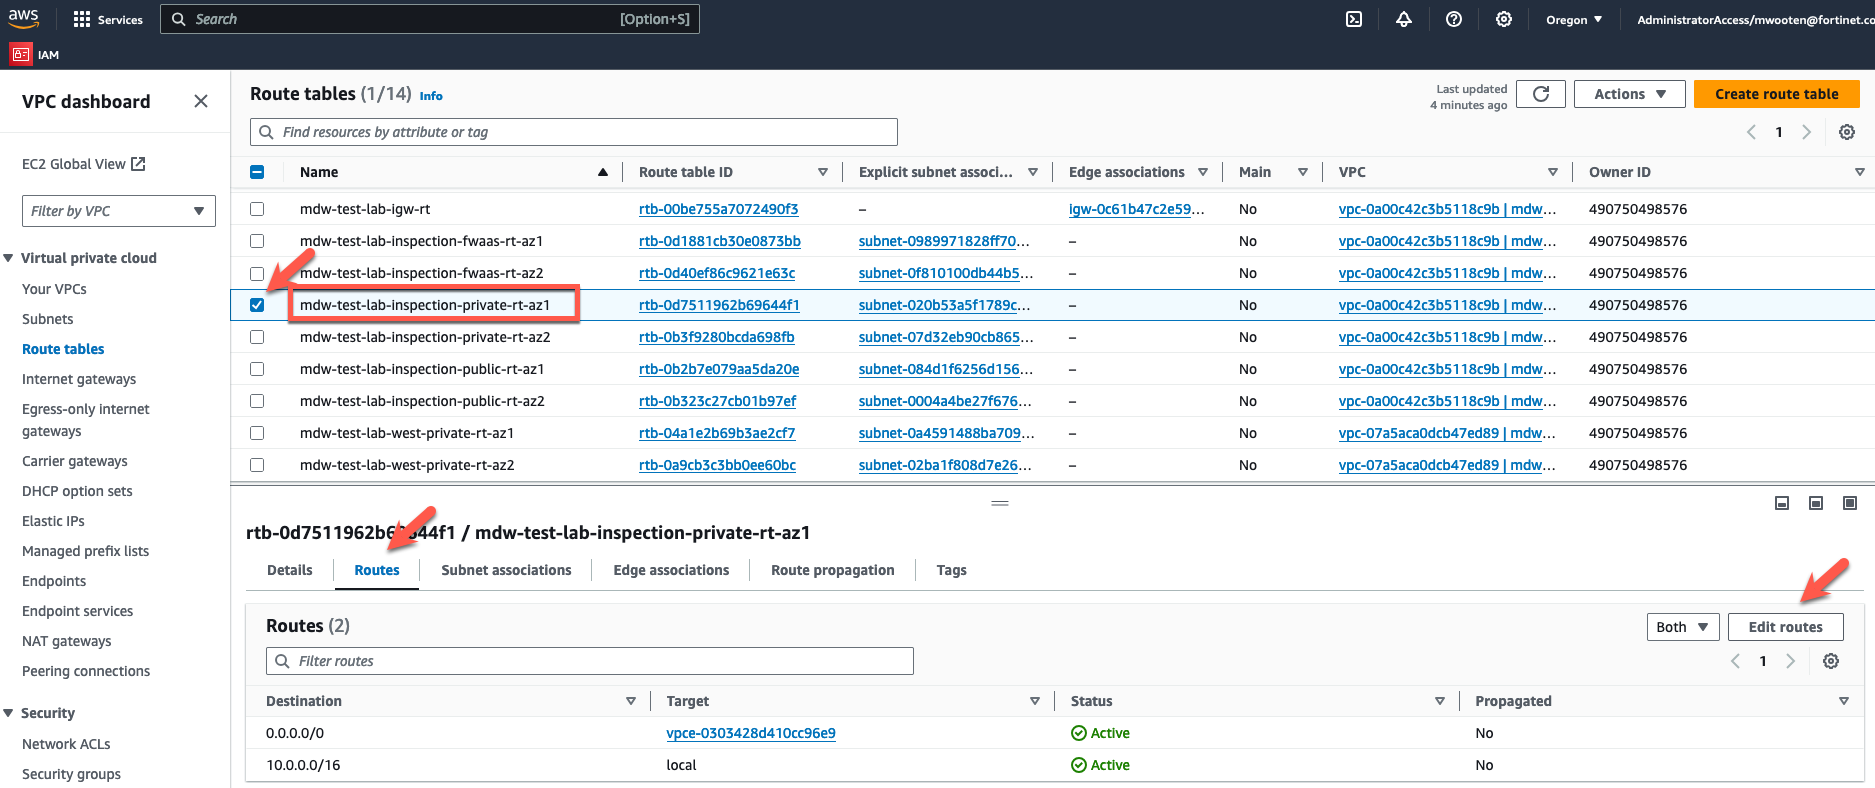 aws Services Search [Option+S] Oregon AdministratorAccess/mwooten@fortinet.co
IAM
VPC dashboard
EC2 Global View
Filter by VPC
Virtual private cloud
Your VPCs
Subnets
Route tables
Internet gateways
Egress-only internet
gateways
Carrier gateways
DHCP option sets
Elastic IPs
Managed prefix lists
Endpoints
Endpoint services
NAT gateways
Peering connections
Security
Network ACLs
Security groups
Route tables (1/14) Info
Last updated
4 minutes ago
Actions
Create route table
Find resources by attribute or tag
1
Name Route table ID Explicit subnet associ... Edge associations Main VPC Owner ID
mdw-test-lab-igw-rt rtb-00be755a7072490f3 – igw-0c61b47c2e59... No vpc-0a00c42c3b5118c9b | mdw... 490750498576
mdw-test-lab-inspection-fwaas-rt-az1 rtb-0d1881cb30e0873bb subnet-0989971828ff70... – No vpc-0a00c42c3b5118c9b | mdw... 490750498576
mdw-test-lab-inspection-fwaas-rt-az2 rtb-0d40ef86c9621e63c subnet-0f810100db44b5... – No vpc-0a00c42c3b5118c9b | mdw... 490750498576
mdw-test-lab-inspection-private-rt-az1 rtb-0d7511962b69644f1 subnet-020b53a5f1789c... – No vpc-0a00c42c3b5118c9b | mdw... 490750498576
mdw-test-lab-inspection-private-rt-az2 rtb-0b3f9280bcda698fb subnet-07d32eb90cb865... – No vpc-0a00c42c3b5118c9b | mdw... 490750498576
mdw-test-lab-inspection-public-rt-az1 rtb-0b2b7e079aa5da20e subnet-084d1f6256d156... – No vpc-0a00c42c3b5118c9b | mdw... 490750498576
mdw-test-lab-inspection-public-rt-az2 rtb-0b323c27cb01b97ef subnet-0004a4be27f676... – No vpc-0a00c42c3b5118c9b | mdw... 490750498576
mdw-test-lab-west-private-rt-az1 rtb-04a1e2b69b3ae2cf7 subnet-0a4591488ba709... – No vpc-07a5aca0dcb47ed89 | mdw... 490750498576
mdw-test-lab-west-private-rt-az2 rtb-0a9cb3c3bb0ee60bc subnet-02ba1f808d7e26... – No vpc-07a5aca0dcb47ed89 | mdw... 490750498576
rtb-0d7511962b69644f1 / mdw-test-lab-inspection-private-rt-az1
Details Routes Subnet associations Edge associations Route propagation Tags
Routes (2) Both Edit routes
Filter routes 1
Destination Target Status Propagated
0.0.0.0/0 vpce-0303428d410cc96e9 Active No
10.0.0.0/16 local Active No